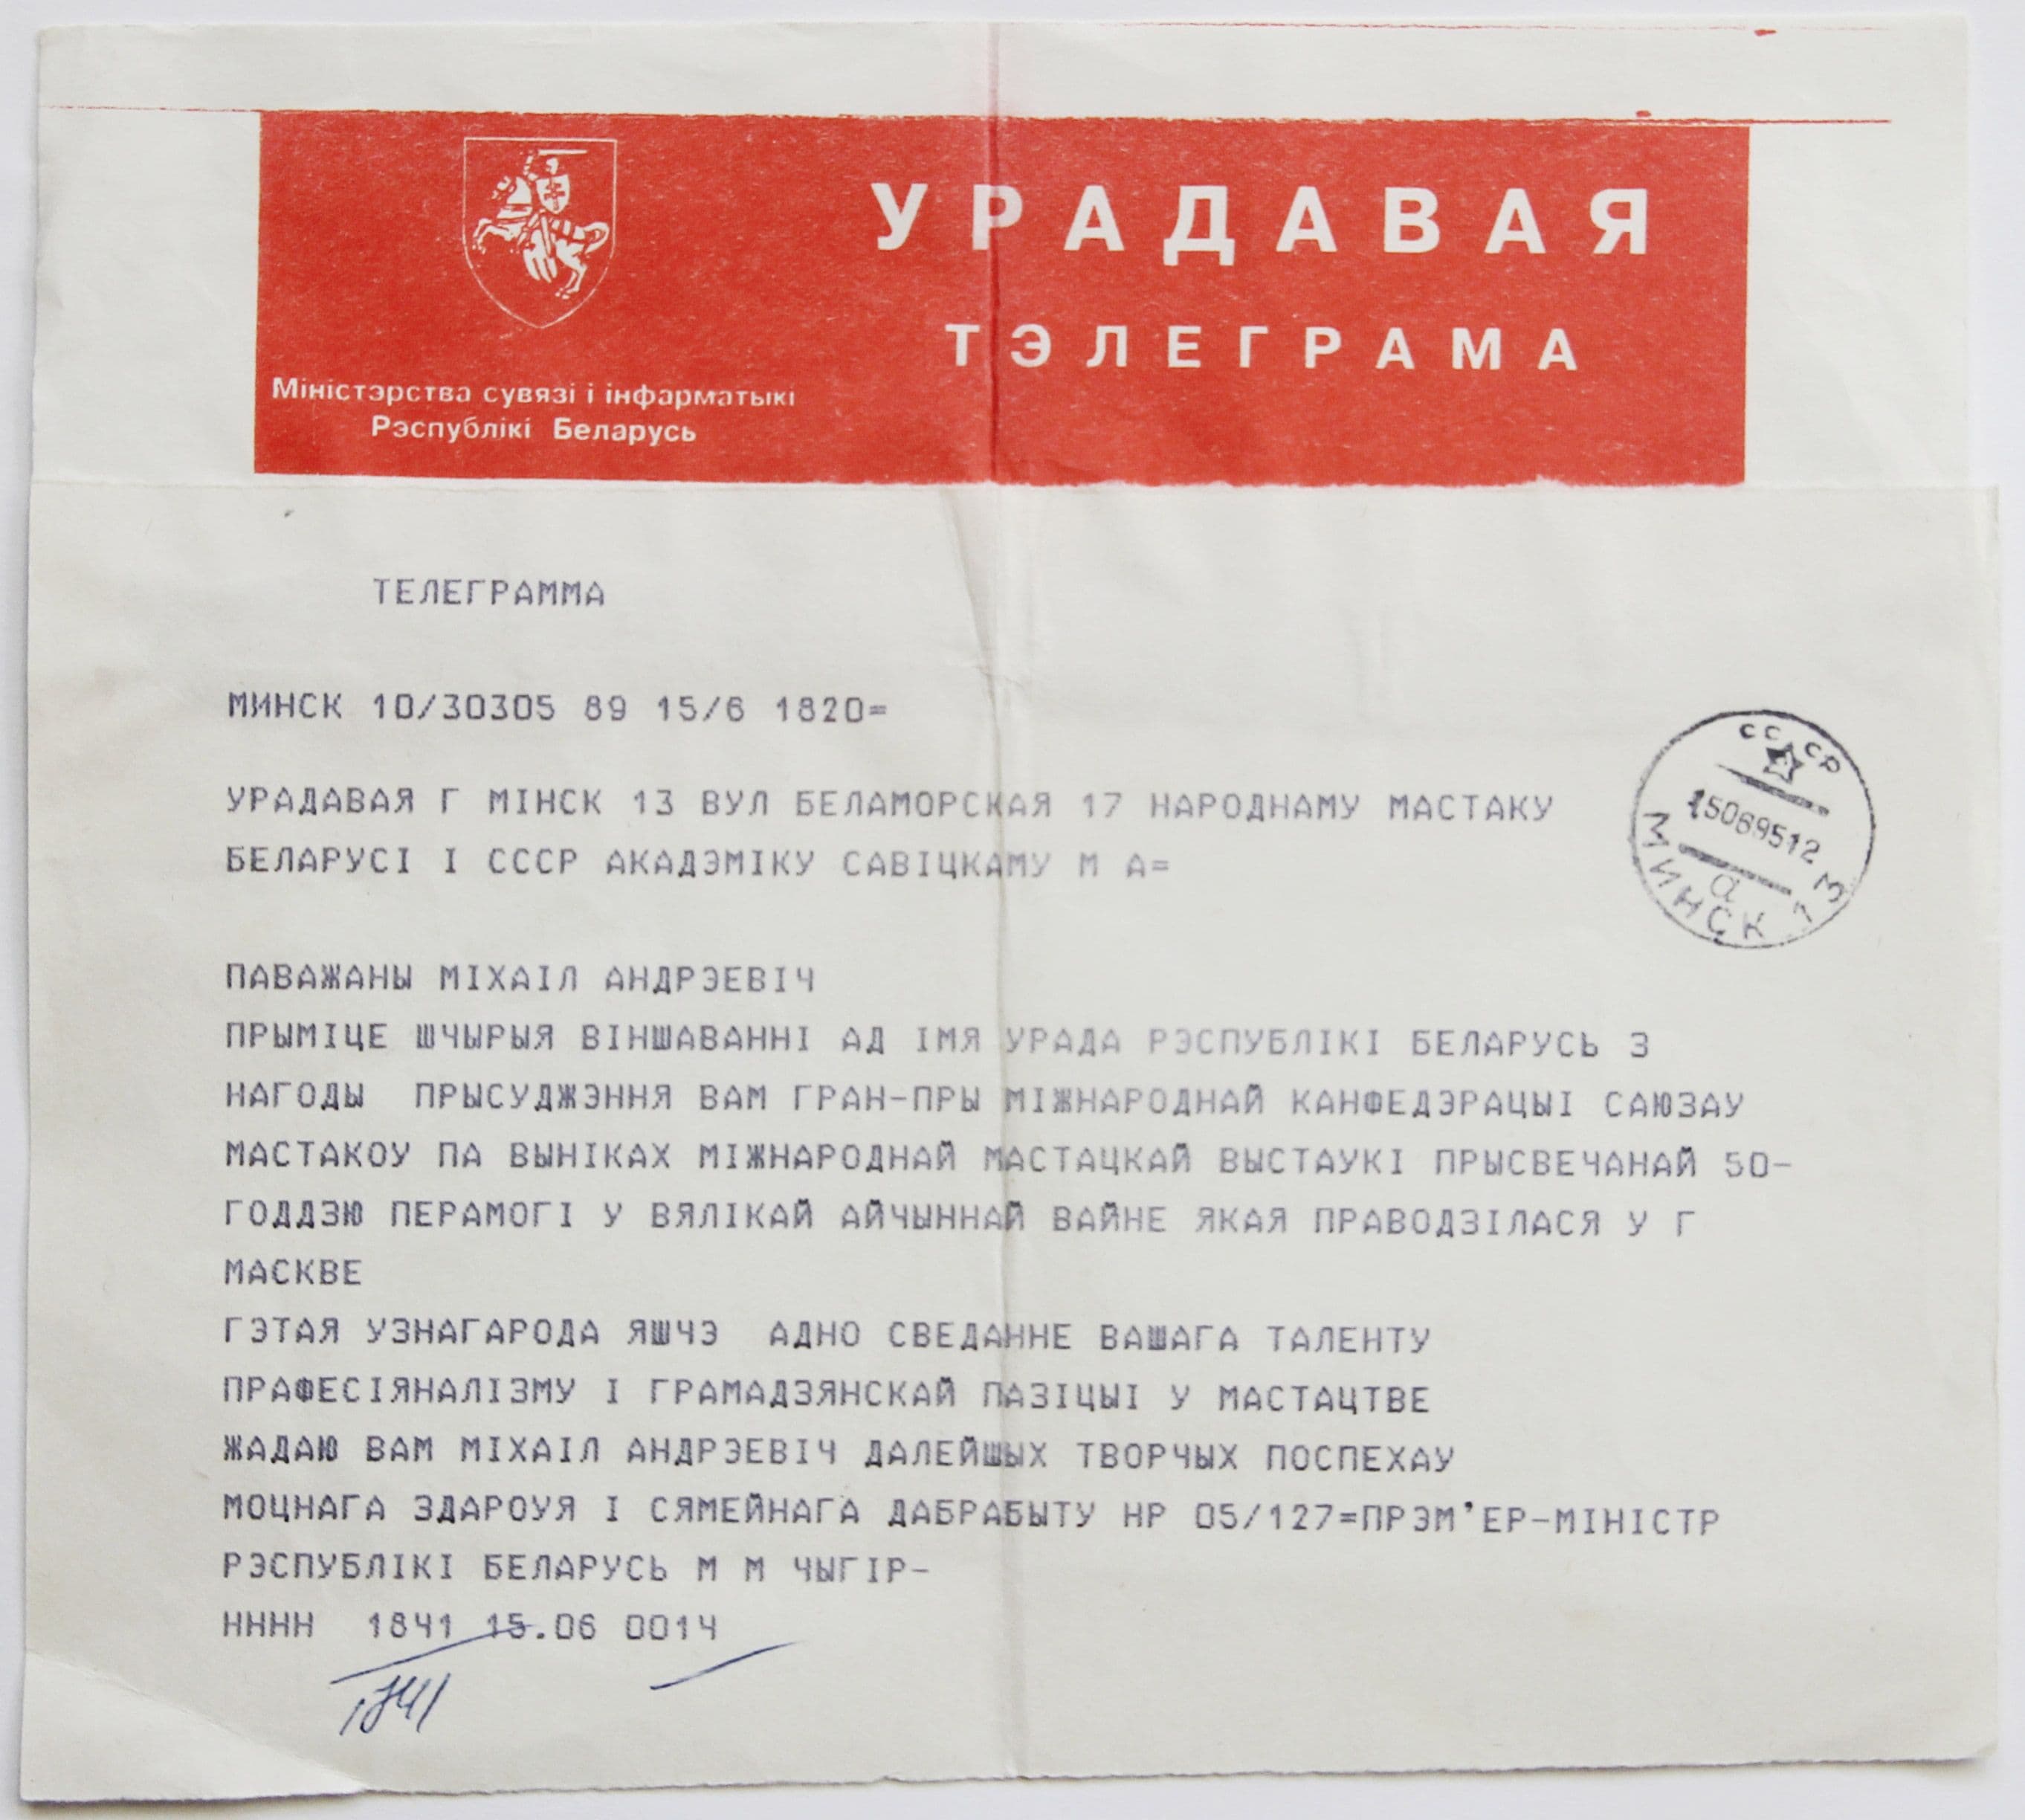 УРАДАВАЯ
ТЭЛЕГРАМА
Міністэрства сувязі і інфарматыкі
Рэспублікі Беларусь
ТЕЛЕГРАММА
МИНСК 10/30305 89 15/6 1820=
УРАДАВАЯ Г МІНСК 13 ВУЛ БЕЛАМОРСКАЯ 17 НАРОДНАМУ МАСТАКУ
БЕЛАРУСІ І СССР АКАДЭМІКУ САВІЦКАМУ М А=
СССР
15069512
а
МИНСК 13
ПАВАЖАНЫ МІХАІЛ АНДРЭЕВІЧ
ПРЫМІЦЕ ШЧЫРЫЯ ВІНШАВАННІ АД ІМЯ УРАДА РЭСПУБЛІКІ БЕЛАРУСЬ З
НАГОДЫ ПРЫСУДЖЭННЯ ВАМ ГРАН-ПРЫ МІЖНАРОДНАЙ КАНФЕДЭРАЦЫІ САЮЗАУ
МАСТАКОУ ПА ВЫНІКАХ МІЖНАРОДНАЙ МАСТАЦКАЙ ВЫСТАУКІ ПРЫСВЕЧАНАЙ 50-
ГОДДЗЮ ПЕРАМОГІ У ВЯЛІКАЙ АЙЧЫННАЙ ВАЙНЕ ЯКАЯ ПРАВОДЗІЛАСЯ У Г
МАСКВЕ
ГЭТАЯ УЗНАГАРОДА ЯШЧЭ АДНО СВЕДАННЕ ВАШАГА ТАЛЕНТУ
ПРАФЕСІЯНАЛІЗМУ І ГРАМАДЗЯНСКАЙ ПАЗІЦЫІ У МАСТАЦТВЕ
ЖАДАЮ ВАМ МІХАІЛ АНДРЭЕВІЧ ДАЛЕЙШЫХ ТВОРЧЫХ ПОСПЕХАУ
МОЦНАГА ЗДАРОУЯ І СЯМЕЙНАГА ДАБРАБЫТУ НР 05/127=ПРЭМ'ЕР-МІНІСТР
РЭСПУБЛІКІ БЕЛАРУСЬ М М ЧЫГІР-
НННН 1841 15.06 0014